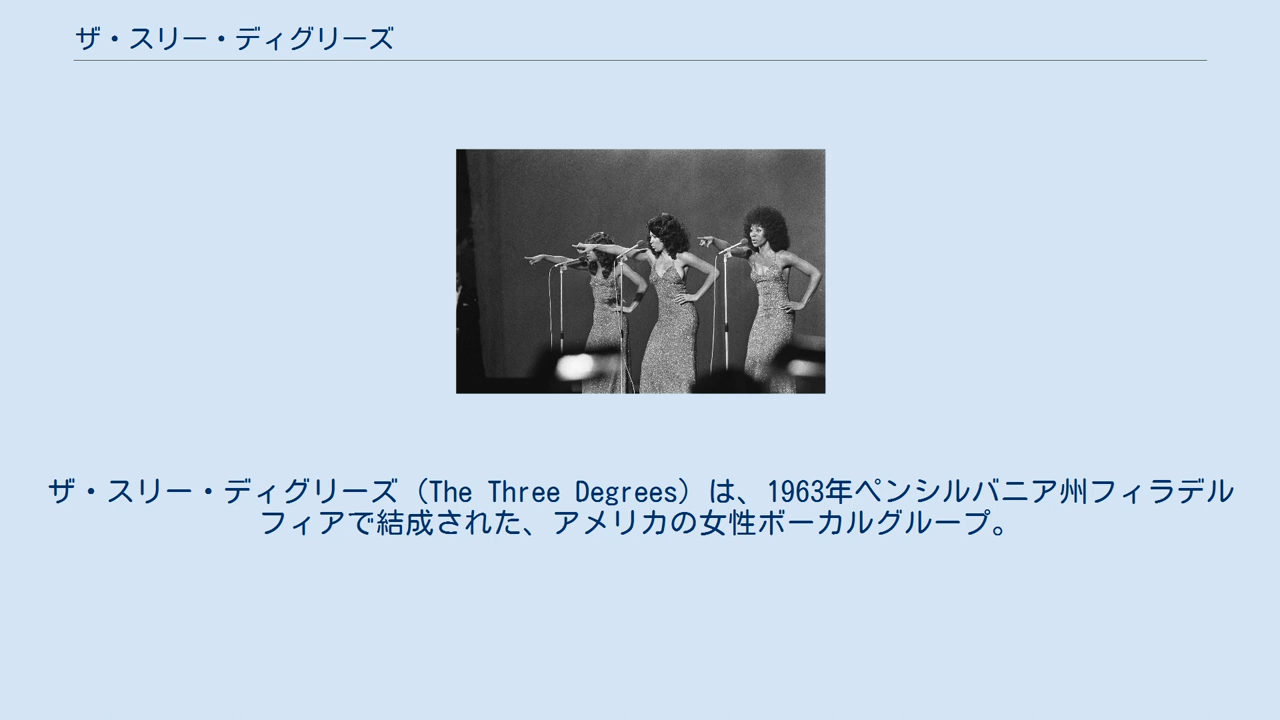 ザ・スリー・ディグリーズ
ザ・スリー・ディグリーズ（The Three Degrees）は、1963年ペンシルバニア州フィラデル
フィアで結成された、アメリカの女性ボーカルグループ。